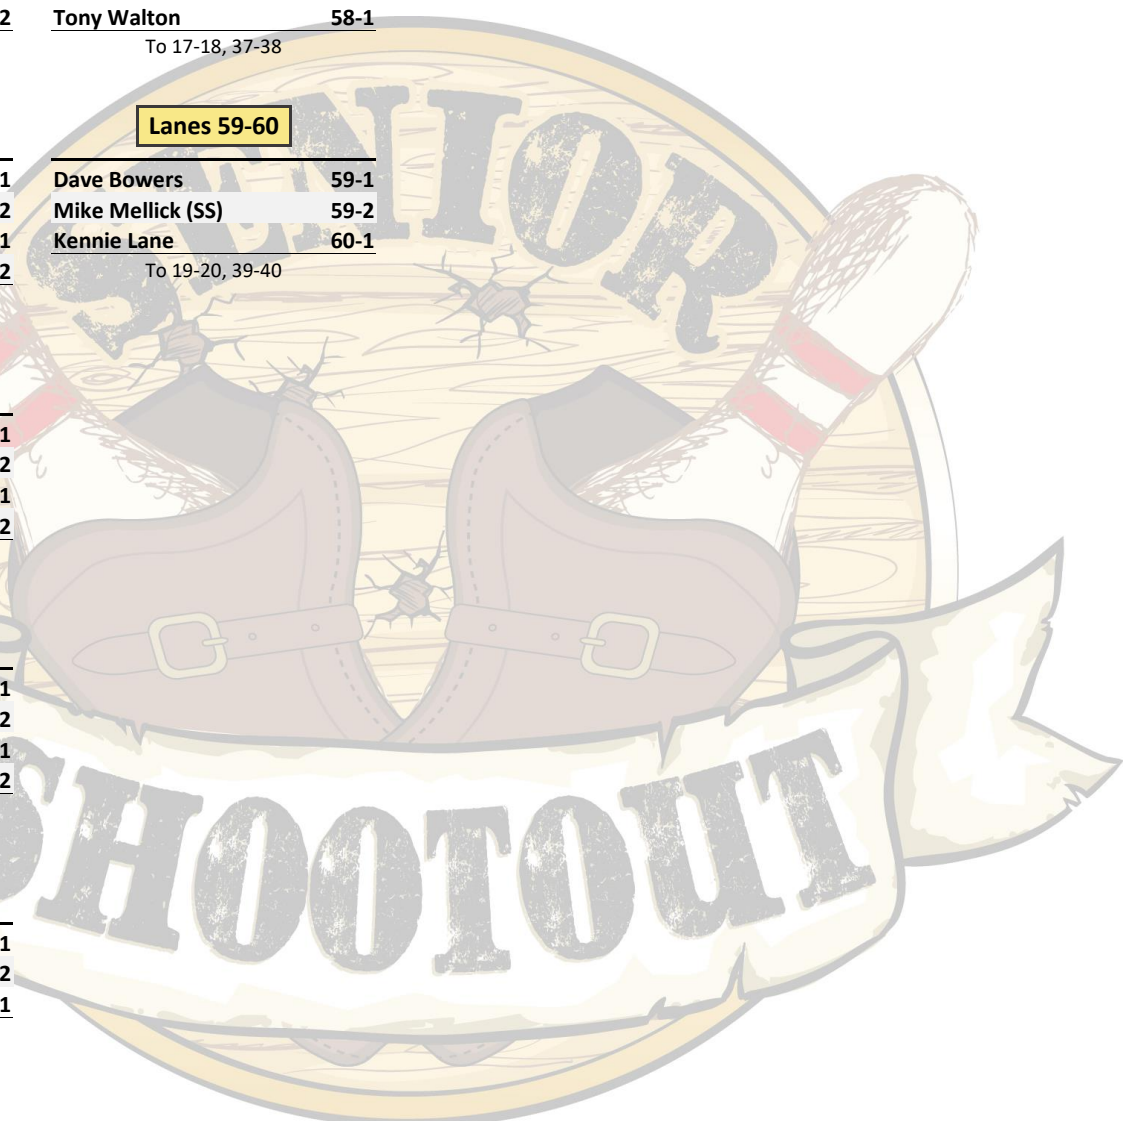 2 Tony Walton 58-1
To 17-18, 37-38
Lanes 59-60
1 Dave Bowers 59-1
2 Mike Mellick (SS) 59-2
1 Kennie Lane 60-1
2 To 19-20, 39-40
1
2
1
2
1
2
1
2
1
2
1
SENIOR
SHOOTOUT